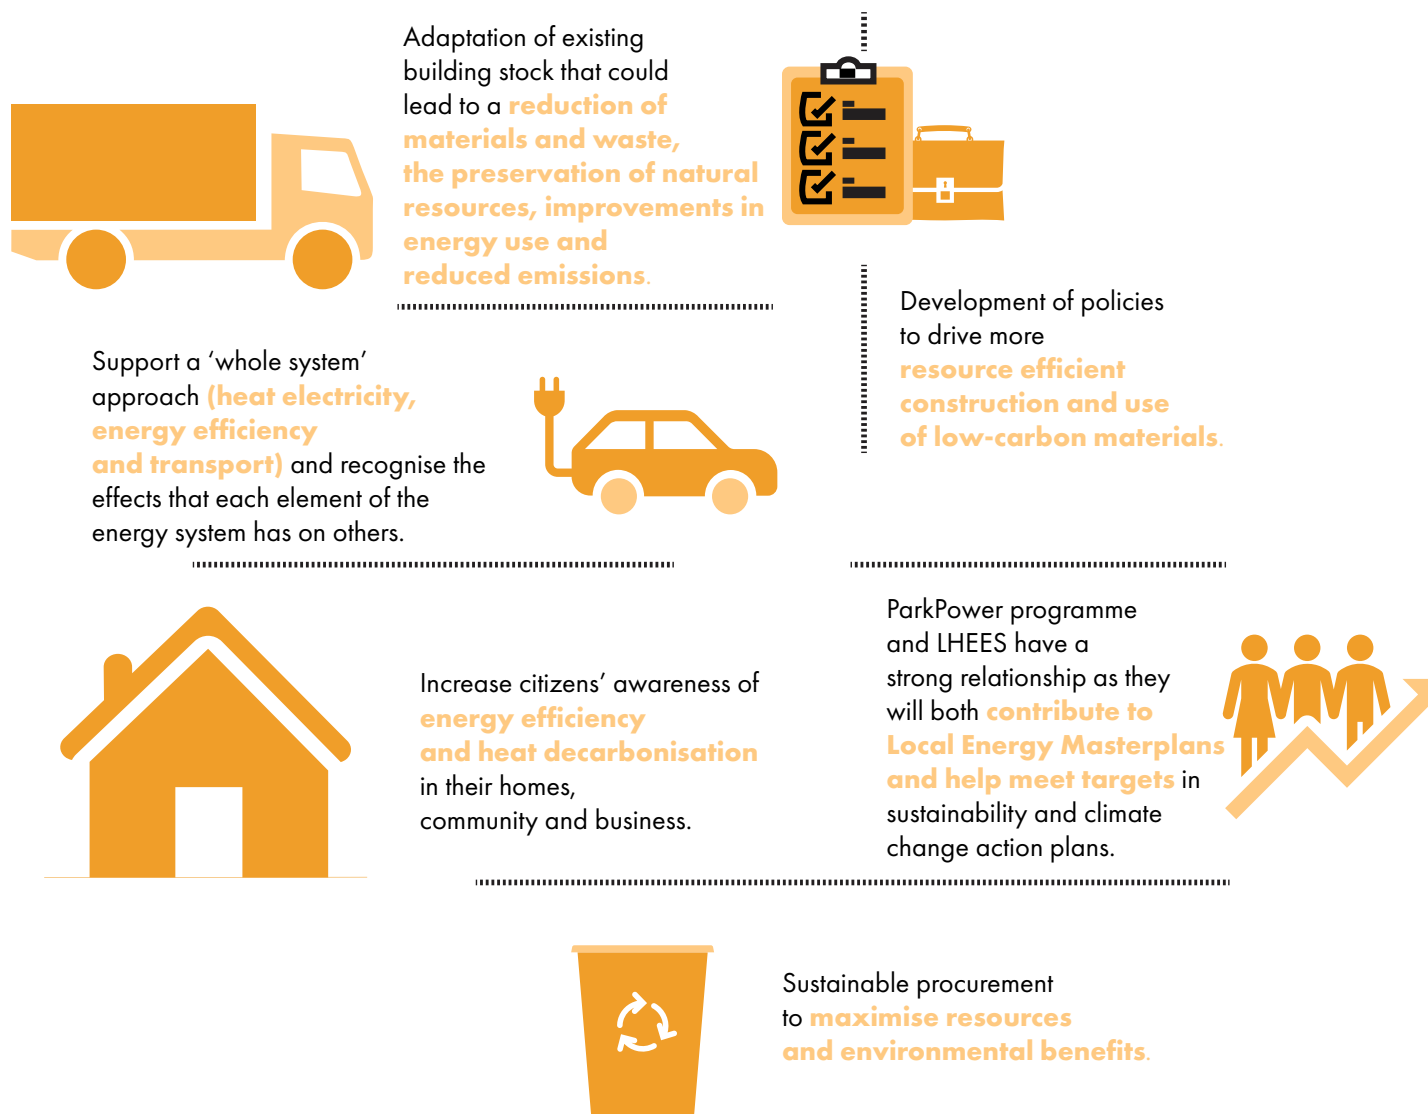 Adaptation of existing
building stock that could
lead to a reduction of
materials and waste,
the preservation of natural
resources, improvements in
energy use and
reduced emissions.
Development of policies
to drive more
resource efficient
construction and use
of low-carbon materials.
Support a ‘whole system’
approach (heat electricity,
energy efficiency
and transport) and recognise the
effects that each element of the
energy system has on others.
ParkPower programme
and LHEES have a
strong relationship as they
will both contribute to
Local Energy Masterplans
and help meet targets in
sustainability and climate
change action plans.
Increase citizens’ awareness of
energy efficiency
and heat decarbonisation
in their homes,
community and business.
Sustainable procurement
to maximise resources
and environmental benefits.